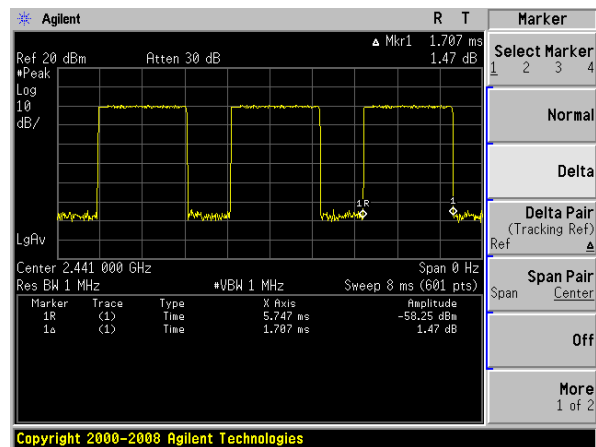 Agilent R T
Δ Mkr1 1.707 ms
Ref 20 dBm Atten 30 dB 1.47 dB
#Peak
Log
10
dB/
1R
1
LgAv
Center 2.441 000 GHz Span 0 Hz
Res BW 1 MHz #VBW 1 MHz Sweep 8 ms (601 pts)
Marker Trace Type X Axis Amplitude
1R (1) Time 5.747 ms -58.25 dBm
1Δ (1) Time 1.707 ms 1.47 dB
Copyright 2000-2008 Agilent Technologies
Marker
Select Marker
1 2 3 4
Normal
Delta
Delta Pair
(Tracking Ref)
Ref Δ
Span Pair
Span Center
Off
More
1 of 2